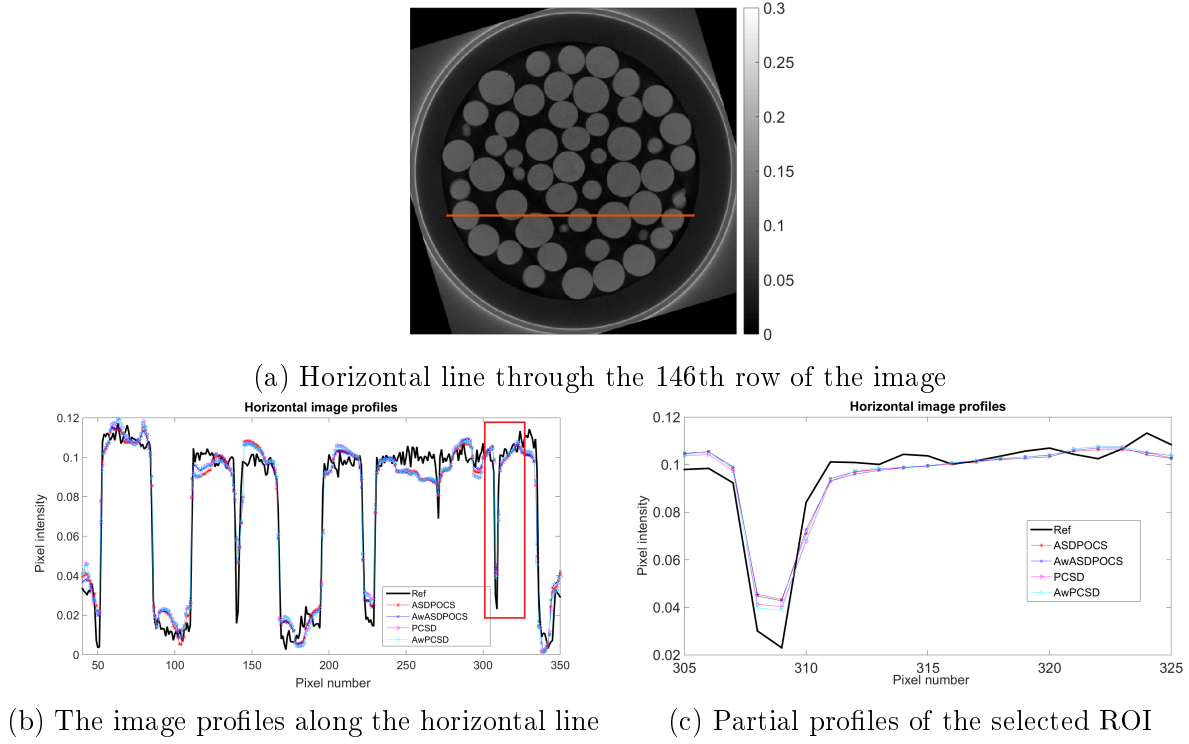 0.3
0.25
0.2
0.15
0.1
0.05
0
(a) Horizontal line through the 146th row of the image
Horizontal image profiles
0.12
0.1
0.08
0.06
0.04
0.02
0
Pixel intensity
50 100 150 200 250 300 350
Pixel number
Ref
ASDPOCS
AwASDPOCS
PCSD
AwPCSD
(b) The image profiles along the horizontal line
Horizontal image profiles
0.12
0.1
0.08
0.06
0.04
0.02
Pixel intensity
305 310 315 320 325
Pixel number
Ref
ASDPOCS
AwASDPOCS
PCSD
AwPCSD
(c) Partial profiles of the selected ROI